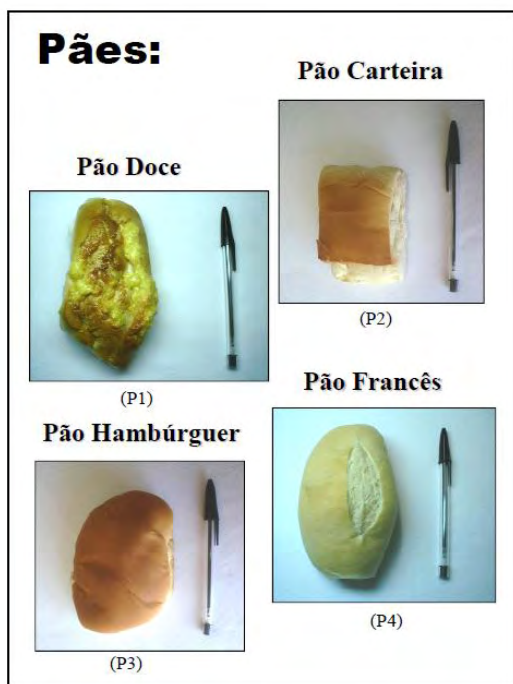 Pães:
Pão Carteira
Pão Doce
(P2)
(P1)
Pão Francês
Pão Hambúrguer
(P4)
(P3)